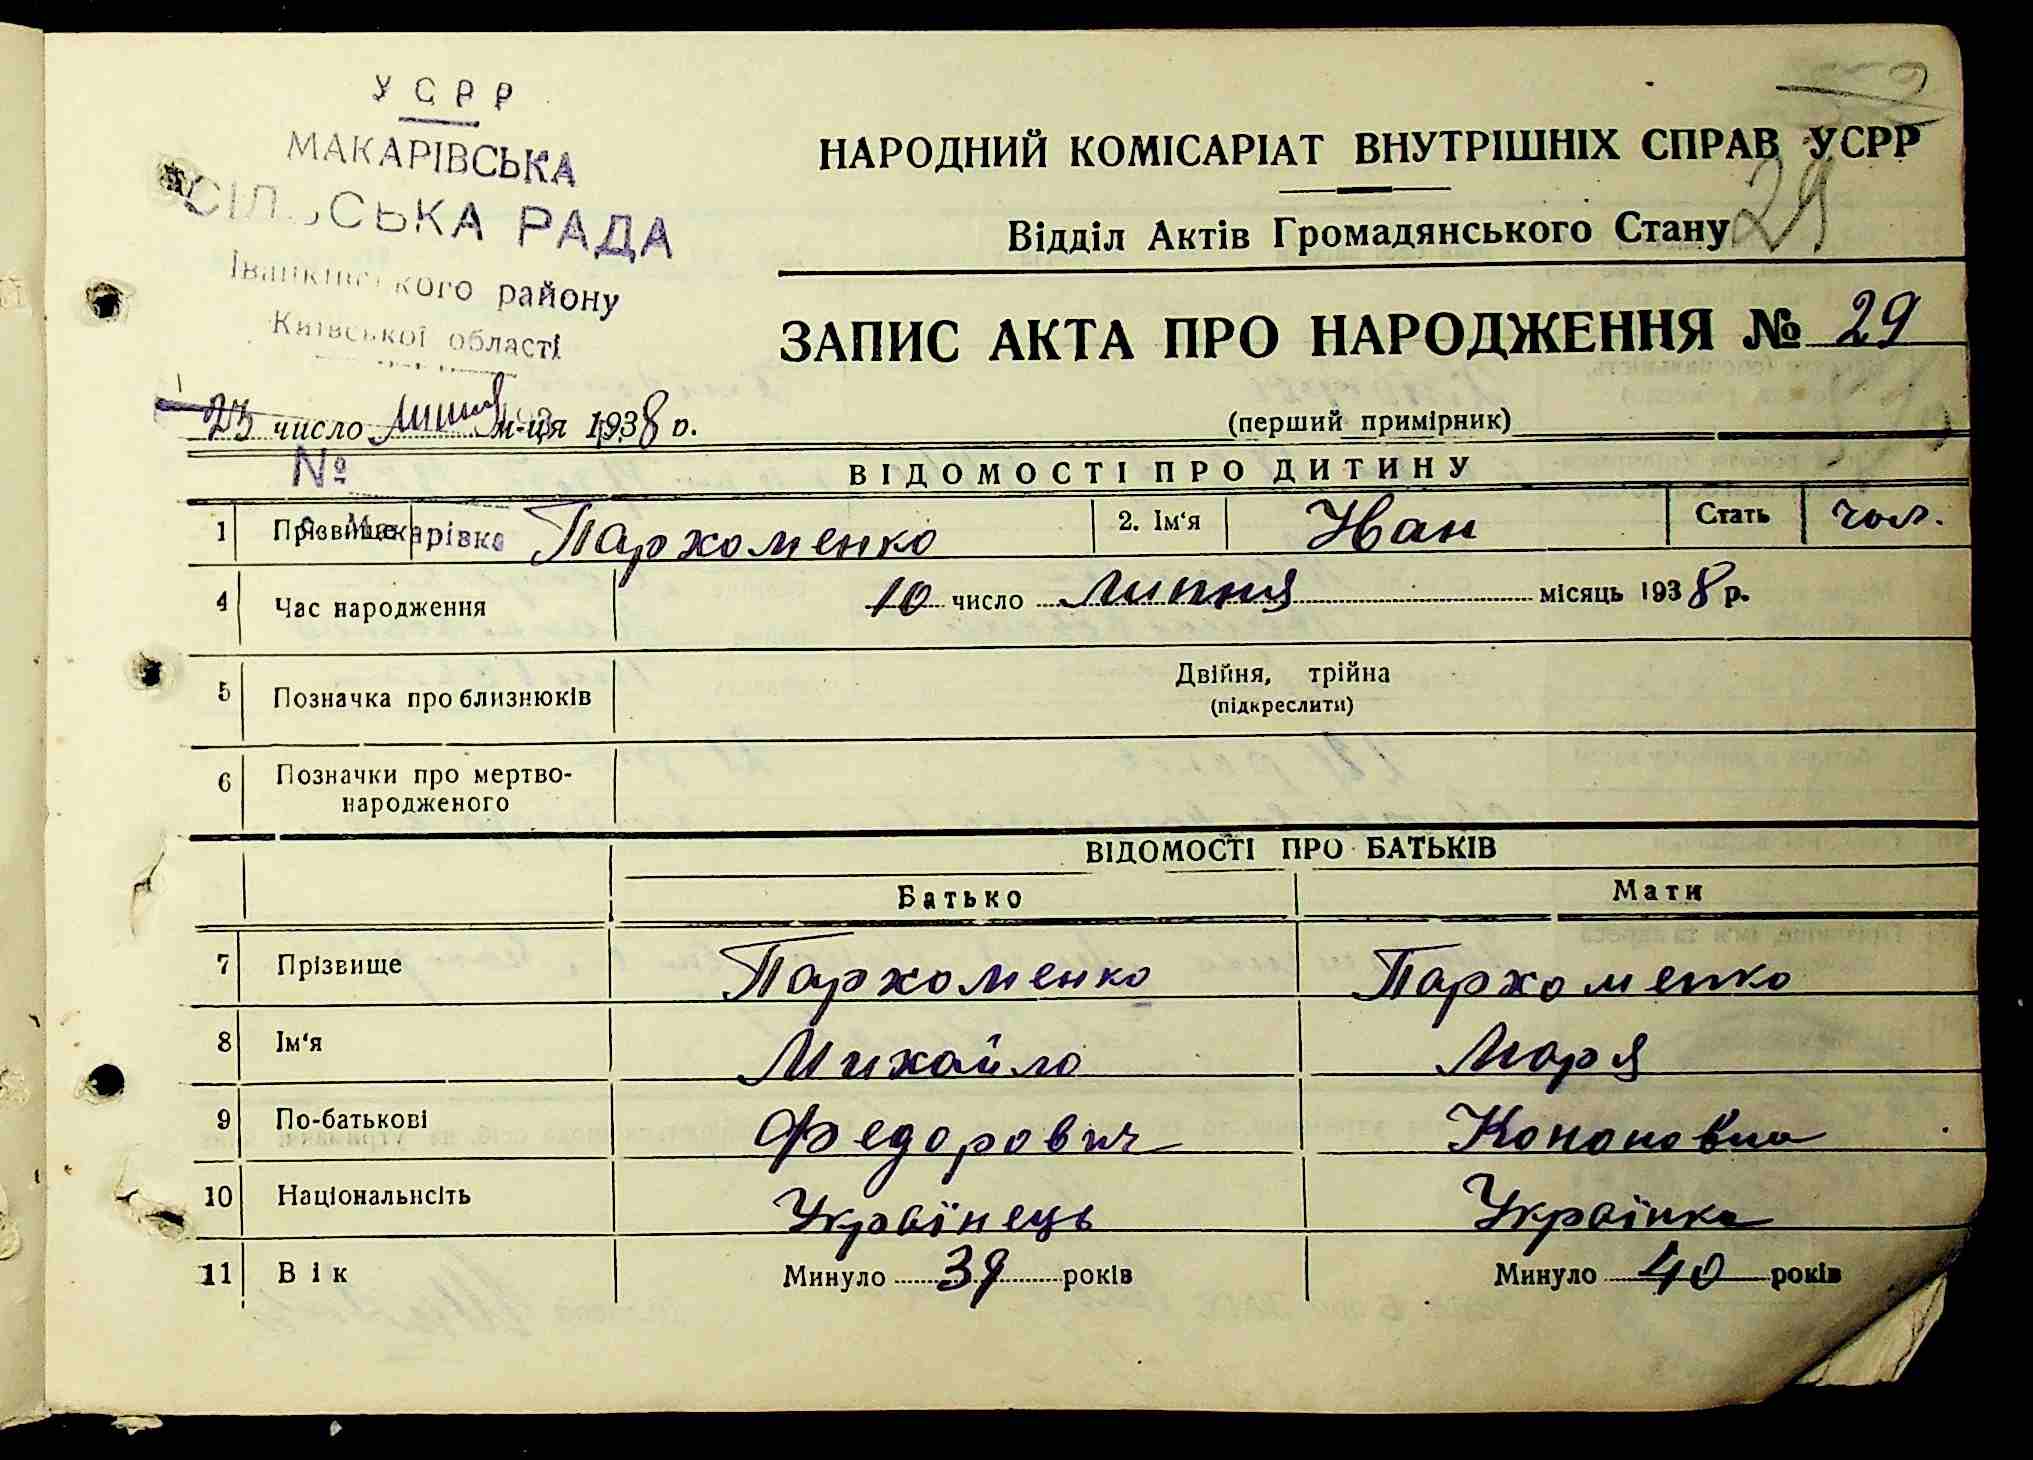 УСРР
МАКАРІВСЬКА
СІЛЬСЬКА РАДА
Іванківського району
Київської області
НАРОДНИЙ КОМІСАРІАТ ВНУТРІШНІХ СПРАВ УСРР
29
Відділ Актів Громадянського Стану
ЗАПИС АКТА ПРО НАРОДЖЕННЯ № 29
23 число липня м-ця 1938 р.
(перший примірник)
№
ВІДОМОСТІ ПРО ДИТИНУ
с. Макарівка
1 Прізвище Пархоменко 2. Ім'я Іван Стать чол.
4 Час народження 10 число липня місяць 1938 р.
5 Позначка про близнюків Двійня, трійна
(підкреслити)
6 Позначки про мертво-
народженого
ВІДОМОСТІ ПРО БАТЬКІВ
Батько Мати
7 Прізвище Пархоменко Пархоменко
8 Ім'я Михайло Маря
9 По-батькові Федорович Кононовна
10 Національнсіть Українець Українка
11 Вік Минуло 39 років Минуло 40 років